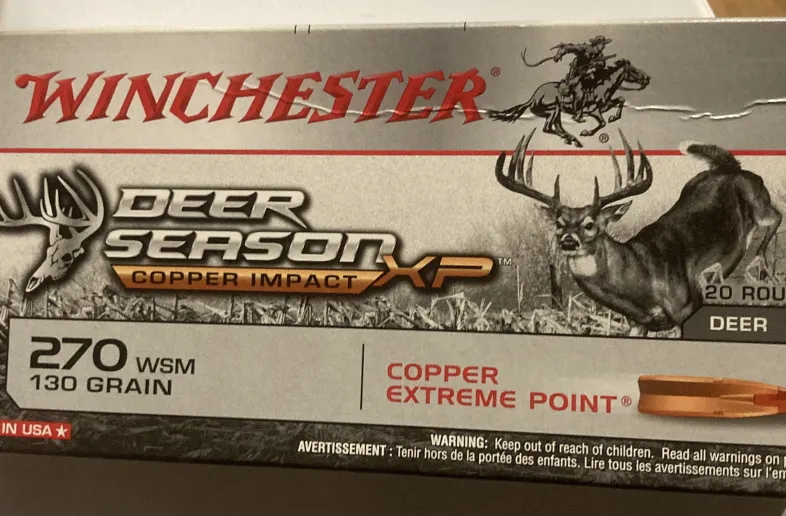 WINCHESTER®
®
DEER
SEASON XP™
COPPER IMPACT
20 ROU
DEER
270 WSM
130 GRAIN
COPPER
EXTREME POINT®
IN USA
WARNING: Keep out of reach of children. Read all warnings on
AVERTISSEMENT : Tenir hors de la portée des enfants. Lire tous les avertissements sur l'em